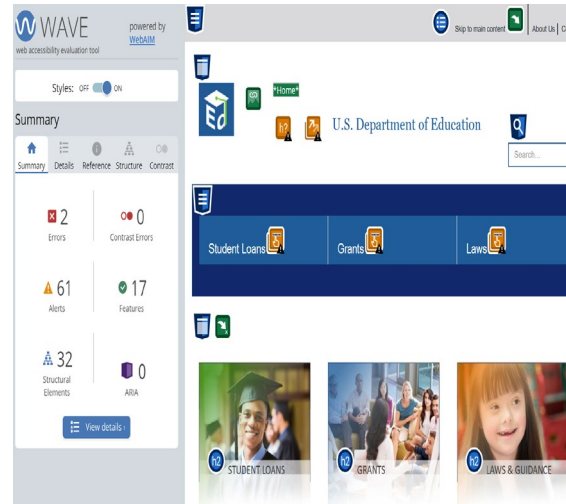 WAVE
powered by
WebAIM
web accessibility evaluation tool
Styles: OFF ON
Summary
Summary Details Reference Structure Contrast
2
Errors
0
Contrast Errors
61
Alerts
17
Features
32
Structural
Elements
0
ARIA
View details ›
Skip to main content
About Us | C
Ed
*Home*
h?
U.S. Department of Education
Search...
Student Loans
Grants
Laws
h2
STUDENT LOANS
h2
GRANTS
h2
LAWS & GUIDANCE